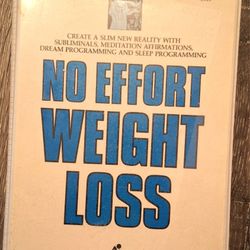 CREATE A SLIM NEW REALITY WITH
SUBLIMINALS, MEDITATION AFFIRMATIONS,
DREAM PROGRAMMING AND SLEEP PROGRAMMING
NO EFFORT
WEIGHT
LOSS